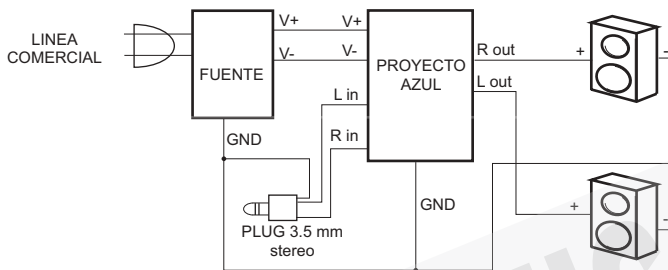 LINEA
COMERCIAL
FUENTE
V+
V-
V+
V-
L in
R in
PROYECTO
AZUL
R out
L out
+
-
+
-
GND
GND
PLUG 3.5 mm
stereo